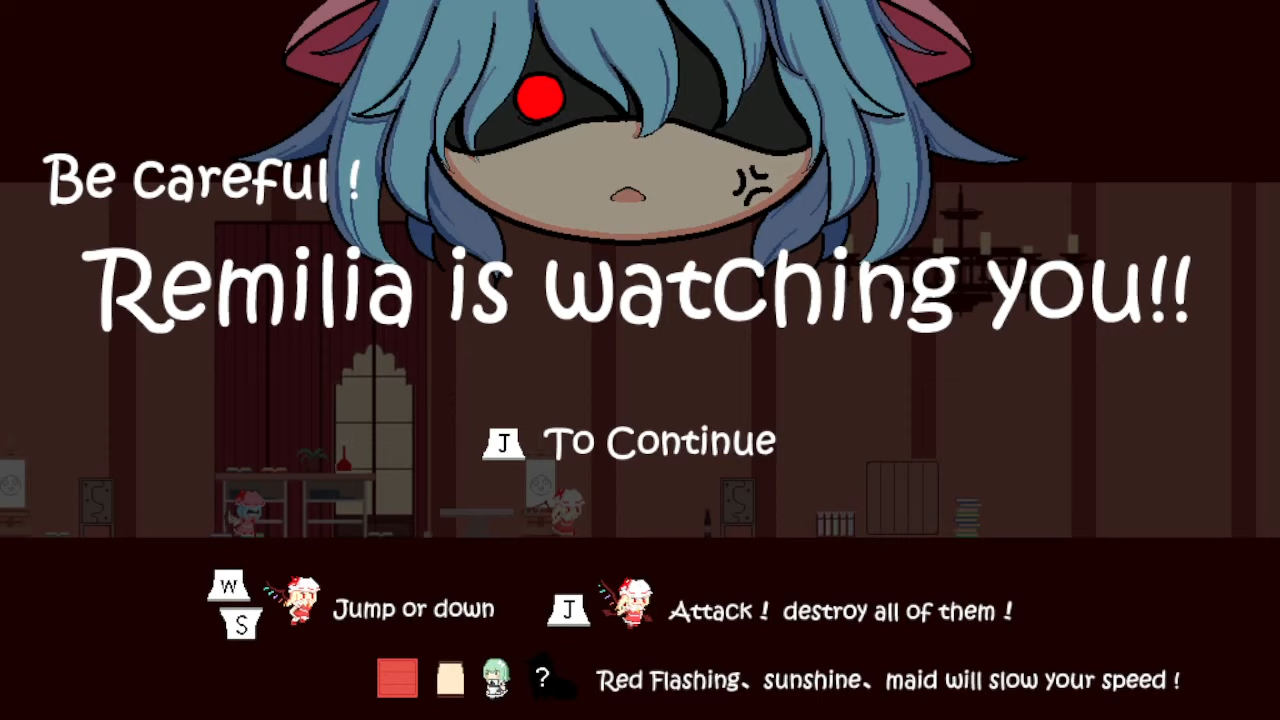 Be careful !
Remilia is watching you!!
J To Continue
W
S
Jump or down
J Attack ! destroy all of them !
? Red Flashing、sunshine、maid will slow your speed !